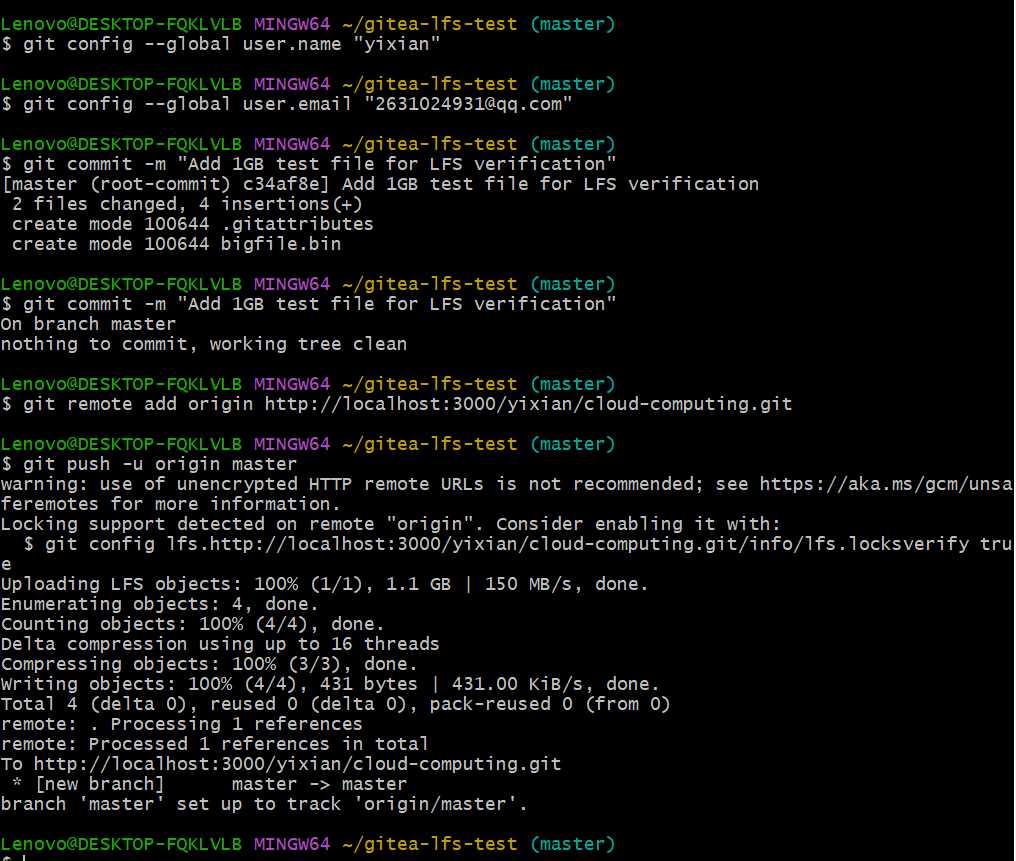 Lenovo@DESKTOP-FQKLVLB MINGW64 ~/gitea-lfs-test (master)
$ git config --global user.name "yixian"
Lenovo@DESKTOP-FQKLVLB MINGW64 ~/gitea-lfs-test (master)
$ git config --global user.email "2631024931@qq.com"
Lenovo@DESKTOP-FQKLVLB MINGW64 ~/gitea-lfs-test (master)
$ git commit -m "Add 1GB test file for LFS verification"
[master (root-commit) c34af8e] Add 1GB test file for LFS verification
 2 files changed, 4 insertions(+)
 create mode 100644 .gitattributes
 create mode 100644 bigfile.bin
Lenovo@DESKTOP-FQKLVLB MINGW64 ~/gitea-lfs-test (master)
$ git commit -m "Add 1GB test file for LFS verification"
On branch master
nothing to commit, working tree clean
Lenovo@DESKTOP-FQKLVLB MINGW64 ~/gitea-lfs-test (master)
$ git remote add origin http://localhost:3000/yixian/cloud-computing.git
Lenovo@DESKTOP-FQKLVLB MINGW64 ~/gitea-lfs-test (master)
$ git push -u origin master
warning: use of unencrypted HTTP remote URLs is not recommended; see https://aka.ms/gcm/unsa
feremotes for more information.
Locking support detected on remote "origin". Consider enabling it with:
  $ git config lfs.http://localhost:3000/yixian/cloud-computing.git/info/lfs.locksverify tru
e
Uploading LFS objects: 100% (1/1), 1.1 GB | 150 MB/s, done.
Enumerating objects: 4, done.
Counting objects: 100% (4/4), done.
Delta compression using up to 16 threads
Compressing objects: 100% (3/3), done.
Writing objects: 100% (4/4), 431 bytes | 431.00 KiB/s, done.
Total 4 (delta 0), reused 0 (delta 0), pack-reused 0 (from 0)
remote: . Processing 1 references
remote: Processed 1 references in total
To http://localhost:3000/yixian/cloud-computing.git
 * [new branch]      master -> master
branch 'master' set up to track 'origin/master'.
Lenovo@DESKTOP-FQKLVLB MINGW64 ~/gitea-lfs-test (master)
$